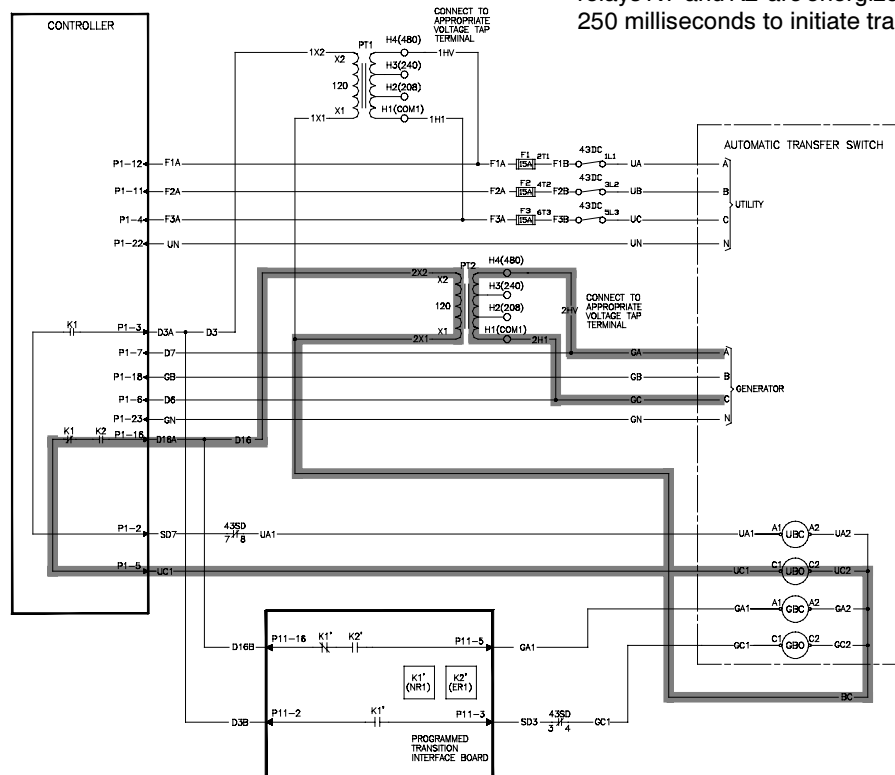 relays NP and K2 are energized
250 milliseconds to initiate tra
CONNECT TO
APPROPRIATE
VOLTAGE TAP
TERMINAL
CONTROLLER
PT1
H4(480)
1X2
X2
1HV
H3(240)
120
H2(208)
X1
H1(COM1)
1X1
1H1
AUTOMATIC TRANSFER SWITCH
P1-12
F1A
F1A
F1
15A
2T1
F1B
43DC
1L1
UA
A
P1-11
F2A
F2A
F2
15A
4T2
F2B
43DC
3L2
UB
B
UTILITY
P1-4
F3A
F3A
F3
15A
6T3
F3B
43DC
5L3
UC
C
P1-22
UN
UN
N
PT2
H4(480)
2X2
X2
H3(240)
120
H2(208)
X1
H1(COM1)
2X1
2H1
2HV
CONNECT TO
APPROPRIATE
VOLTAGE TAP
TERMINAL
K1
P1-3
D3A
D3
P1-7
D7
GA
A
P1-18
GB
GB
B
GENERATOR
P1-6
D6
GC
C
P1-23
GN
GN
N
K1
K2
P1-16
D16A
D16
P1-2
SD7
43SD
7
8
UA1
UA1
A1
UBC
A2
UA2
P1-5
UC1
UC1
C1
UBO
C2
UC2
GA1
A1
GBC
A2
GA2
GC1
C1
GBO
C2
GC2
D16B
P11-16
K1'
K2'
P11-5
GA1
K1'
(NR1)
K2'
(ER1)
BC
D3B
P11-2
K1'
P11-3
SD3
43SD
3
4
GC1
PROGRAMMED
TRANSITION
INTERFACE BOARD